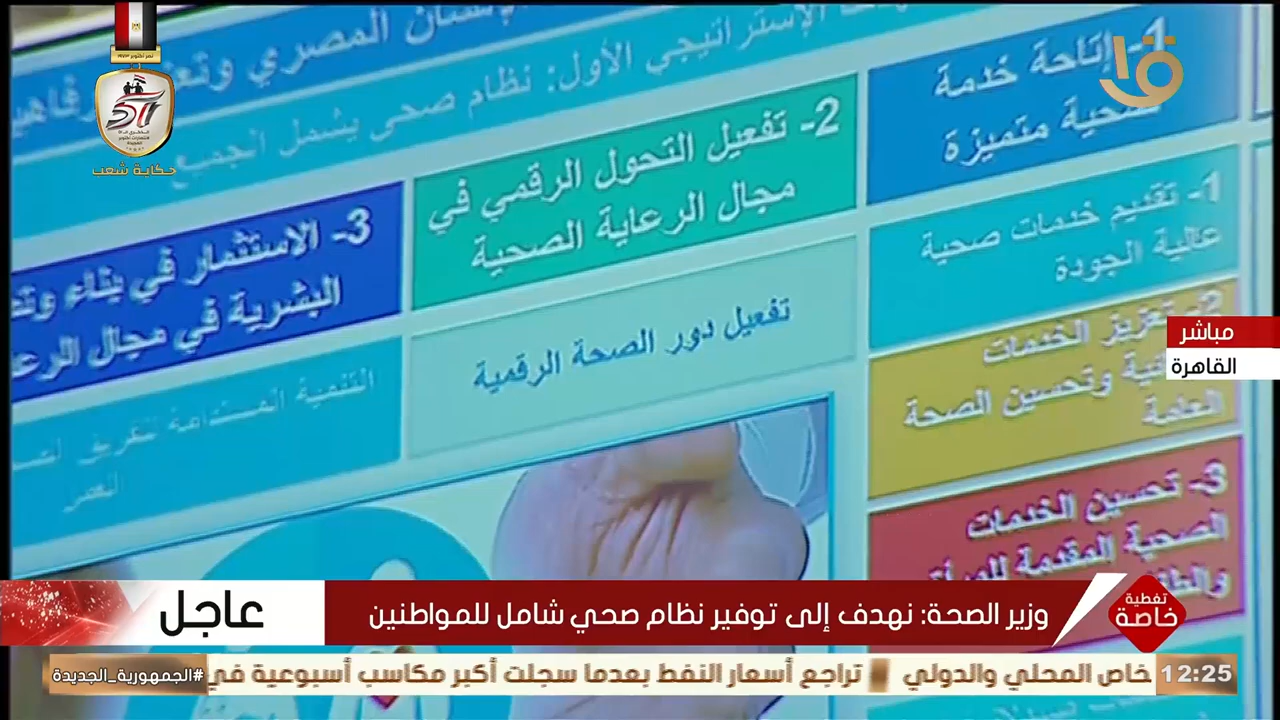 الإستراتيجي الأول: نظام صحي يشمل الجميع
1- إتاحة خدمة
صحية متميزة
2- تفعيل التحول الرقمي في
مجال الرعاية الصحية
3- الاستثمار في بناء
البشرية في مجال
1- تقديم خدمات صحية
عالية الجودة
تفعيل دور الصحة الرقمية
2- تعزيز الخدمات
وتحسين الصحة
العامة
التنمية المستدامة
3- تحسين الخدمات
الصحية المقدمة للمرأة
والطفل
حكاية شعب
مباشر
القاهرة
تغطية
خاصة
وزير الصحة: نهدف إلى توفير نظام صحي شامل للمواطنين
عاجل
12:25
خاص المحلي والدولي
تراجع أسعار النفط بعدما سجلت أكبر مكاسب أسبوعية في
#الجمهورية_الجديدة